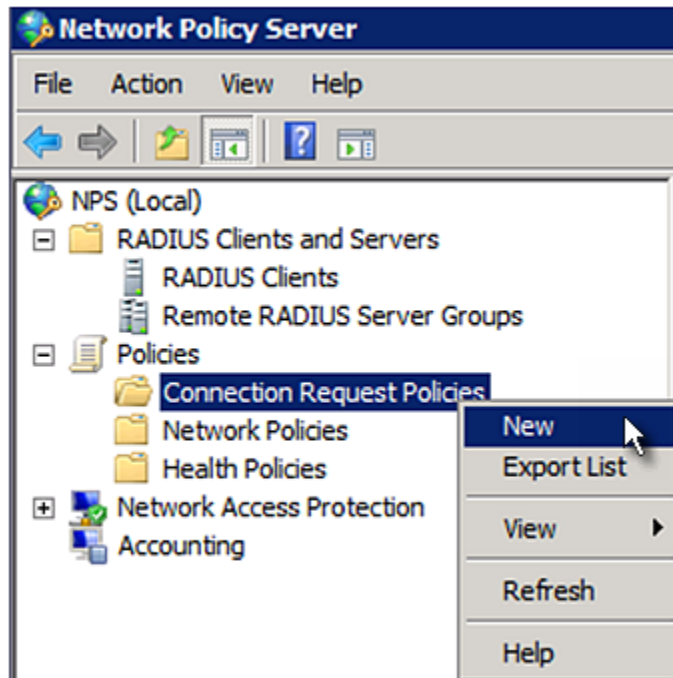 Network Policy Server
File Action View Help
NPS (Local)
RADIUS Clients and Servers
RADIUS Clients
Remote RADIUS Server Groups
Policies
Connection Request Policies
Network Policies
Health Policies
Network Access Protection
Accounting
New
Export List
View
Refresh
Help